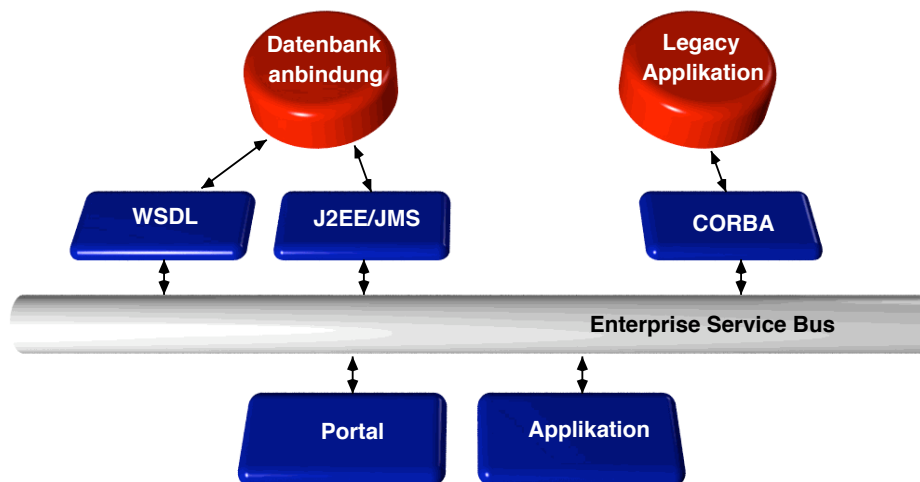 Datenbank
anbindung
Legacy
Applikation
WSDL
J2EE/JMS
CORBA
Enterprise Service Bus
Portal
Applikation